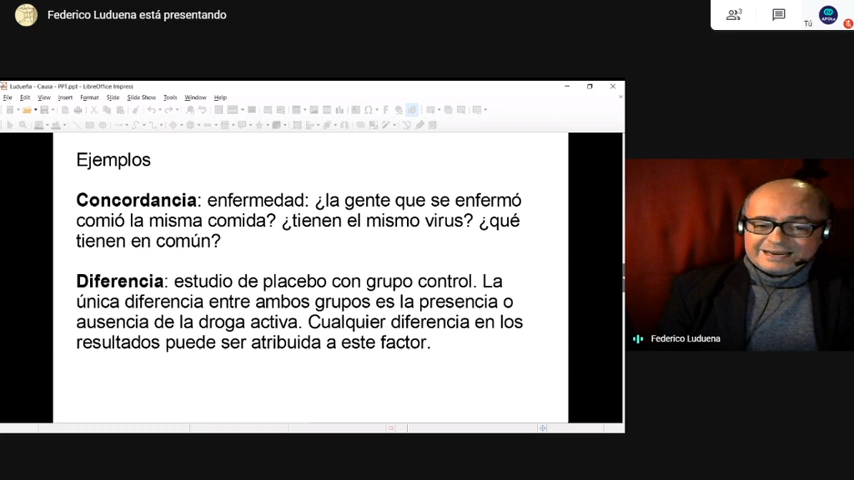 Federico Luduena está presentando
3
Tú
APOLa
Ludueña - Causa - PPT.ppt - LibreOffice Impress
File Edit View Insert Format Slide Slide Show Tools Window Help
Ejemplos
Concordancia: enfermedad: ¿la gente que se enfermó
comió la misma comida? ¿tienen el mismo virus? ¿qué
tienen en común?
Diferencia: estudio de placebo con grupo control. La
única diferencia entre ambos grupos es la presencia o
ausencia de la droga activa. Cualquier diferencia en los
resultados puede ser atribuida a este factor.
Federico Luduena